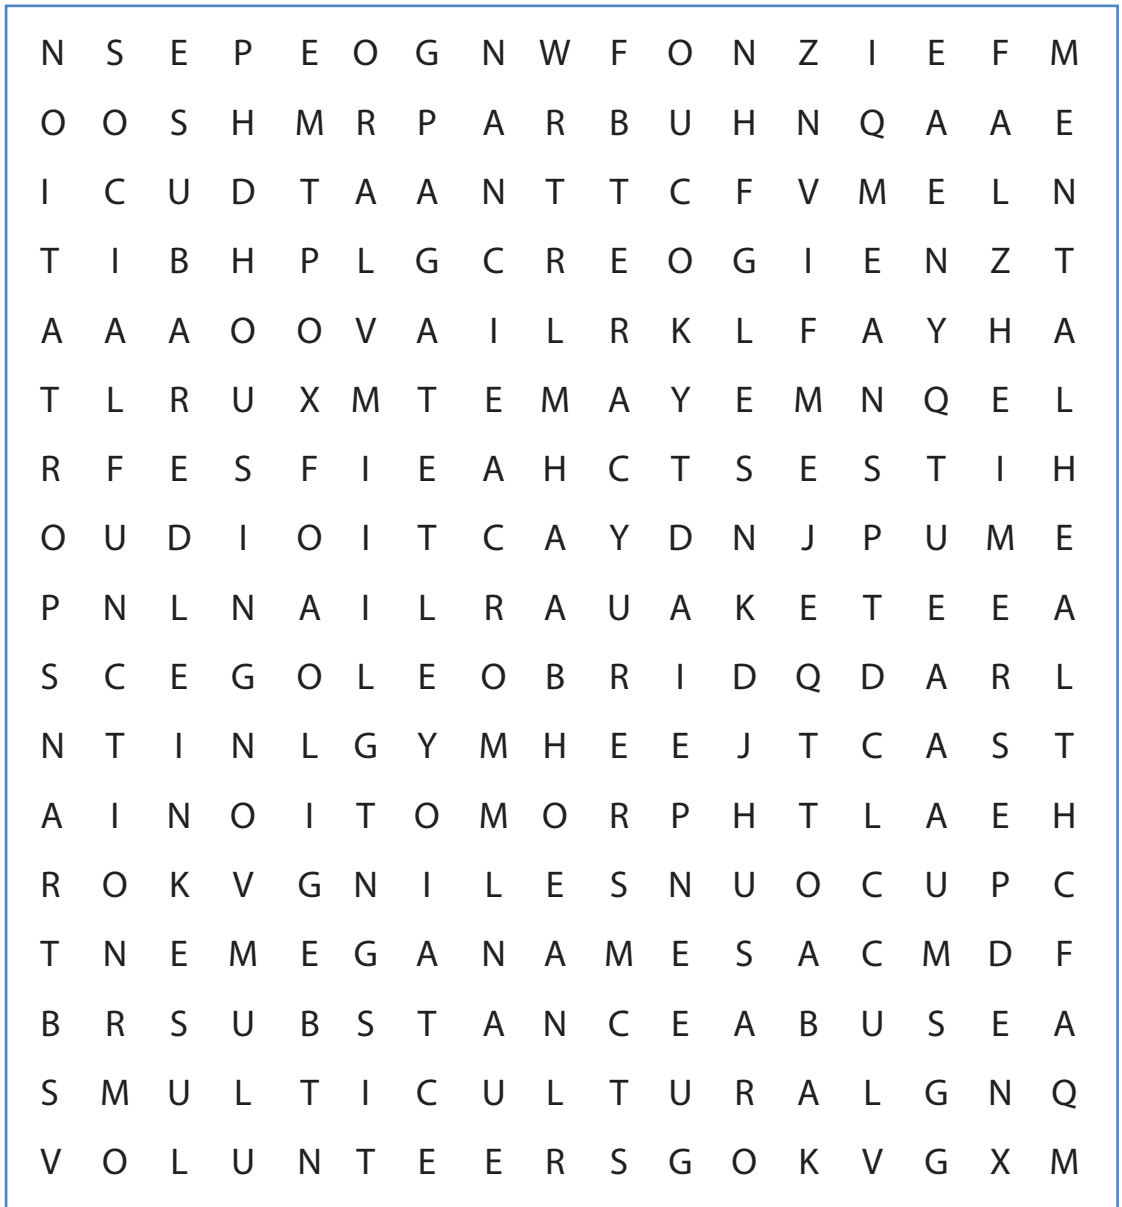 N S E P E O G N W F O N Z I E F M
O O S H M R P A R B U H N Q A A E
I C U D T A A N T T C F V M E L N
T I B H P L G C R E O G I E N Z T
A A A O O V A I L R K L F A Y H A
T L R U X M T E M A Y E M N Q E L
R F E S F I E A H C T S E S T I H
O U D I O I T C A Y D N J P U M E
P N L N A I L R A U A K E T E E A
S C E G O L E O B R I D Q D A R L
N T I N L G Y M H E E J T C A S T
A I N O I T O M O R P H T L A E H
R O K V G N I L E S N U O C U P C
T N E M E G A N A M E S A C M D F
B R S U B S T A N C E A B U S E A
S M U L T I C U L T U R A L G N Q
V O L U N T E E R S G O K V G X M